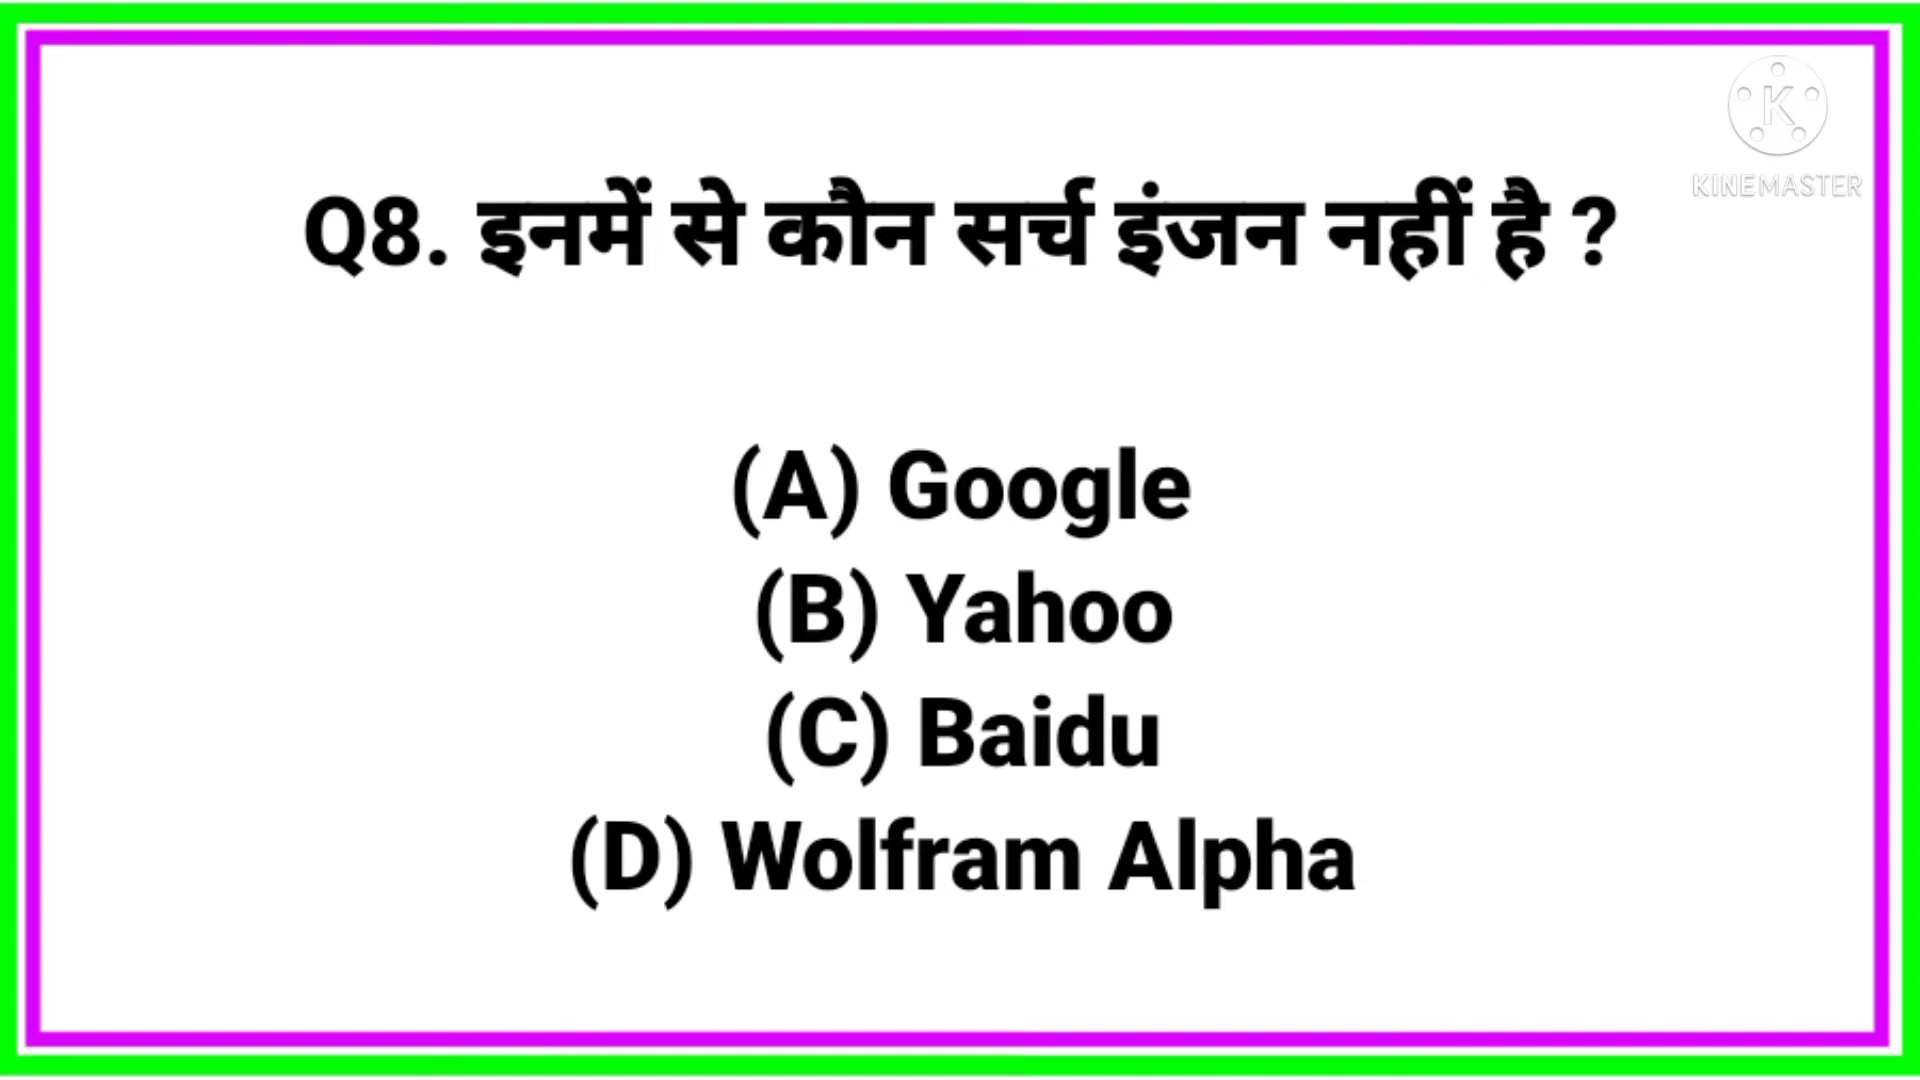 K
KINEMASTER
Q8. इनमें से कौन सर्च इंजन नहीं है ?
(A) Google
(B) Yahoo
(C) Baidu
(D) Wolfram Alpha